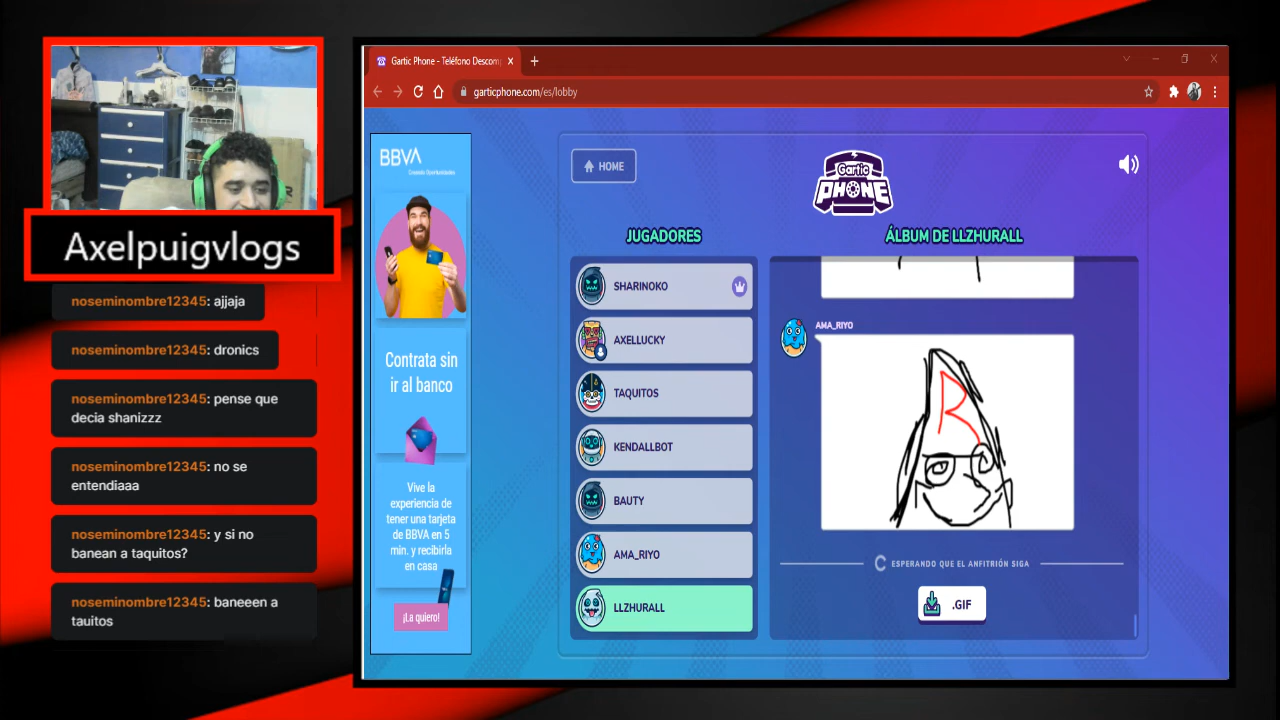 Axelpuigvlogs
noseminombre12345: ajjaja
noseminombre12345: dronics
noseminombre12345: pense que
decia shanizzz
noseminombre12345: no se
entendiaaa
noseminombre12345: y si no
banean a taquitos?
noseminombre12345: baneeen a
tauitos
Gartic Phone - Teléfono Descom
garticphone.com/es/lobby
BBVA
Creando Oportunidades
Contrata sin
ir al banco
Vive la
experiencia de
tener una tarjeta
de BBVA en 5
min. y recibirla
en casa
¡La quiero!
HOME
Gartic
PHONE
JUGADORES
SHARINOKO
AXELLUCKY
TAQUITOS
KENDALLBOT
BAUTY
AMA_RIYO
LLZHURALL
ÁLBUM DE LLZHURALL
AMA_RIYO
R
ESPERANDO QUE EL ANFITRIÓN SIGA
.GIF